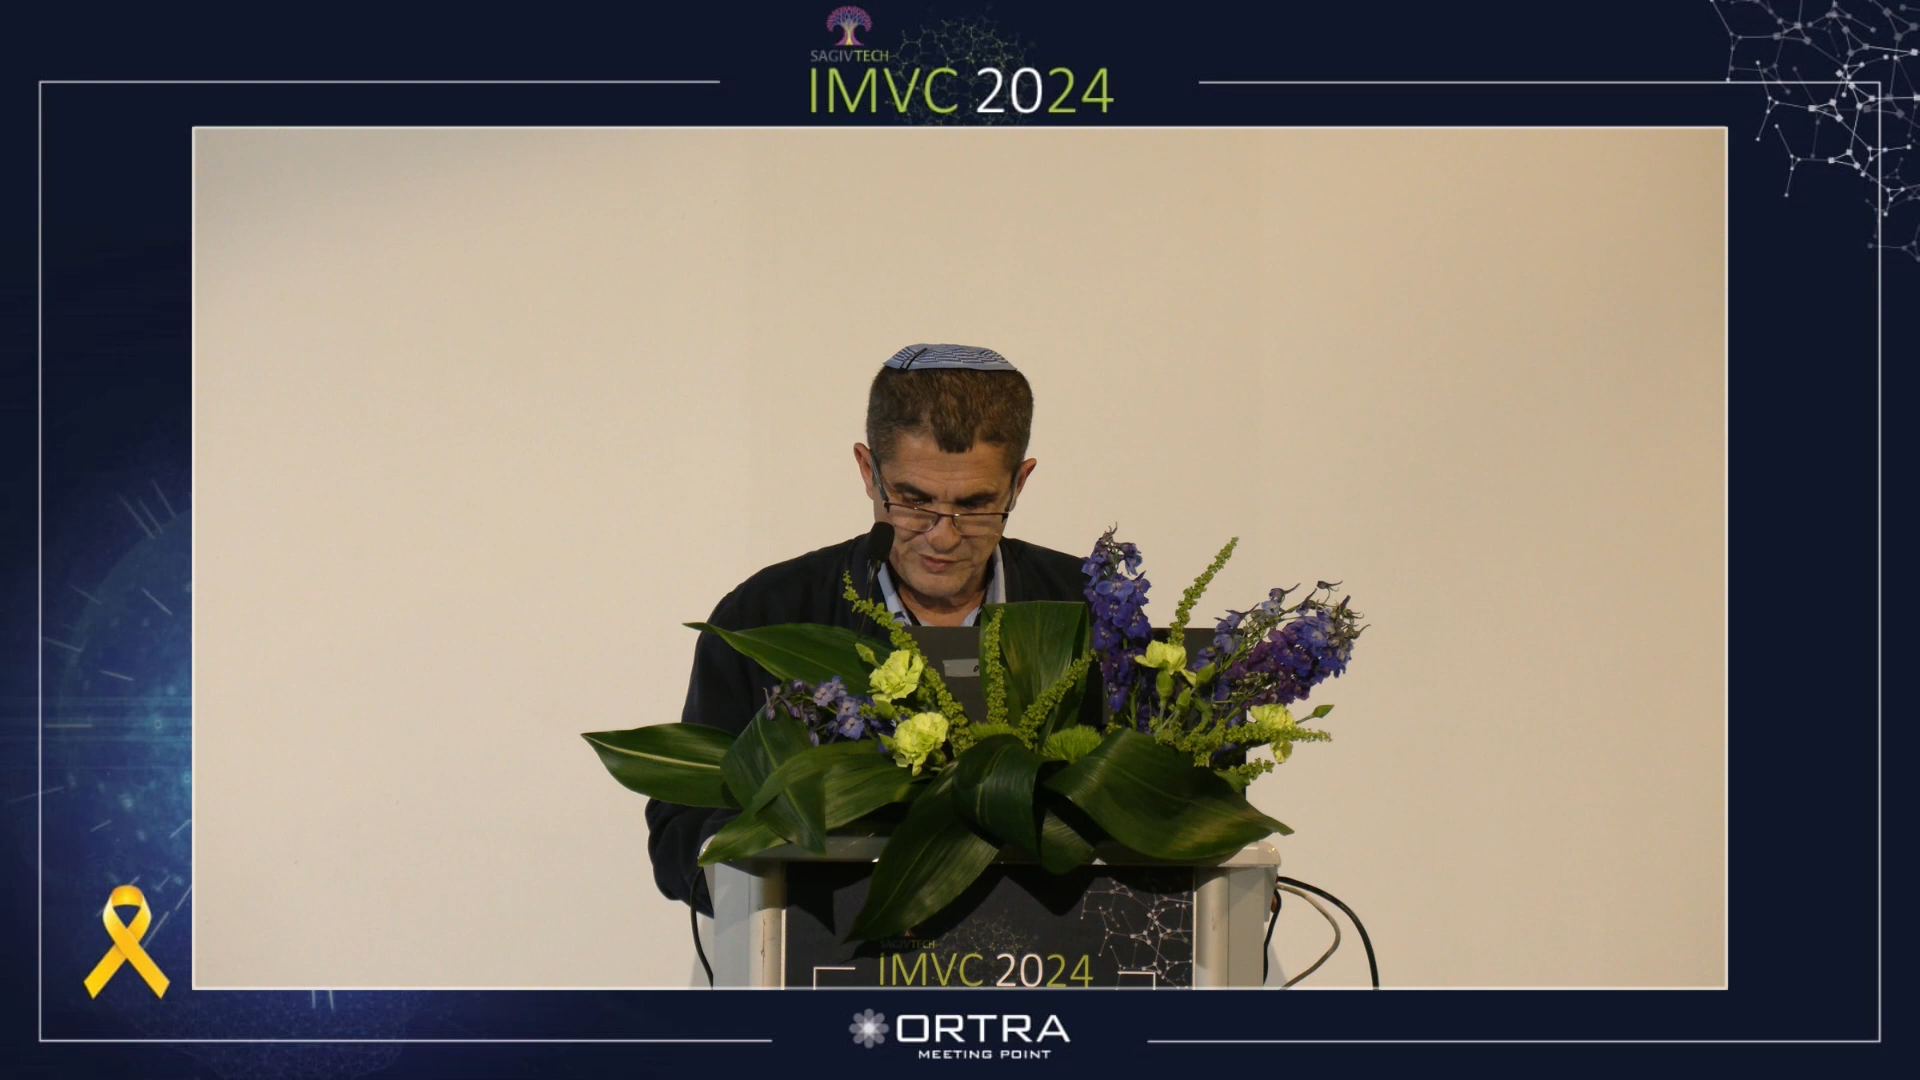 SAGIVTECH
IMVC 2024
SAGIVTECH
IMVC 2024
ORTRA
MEETING POINT